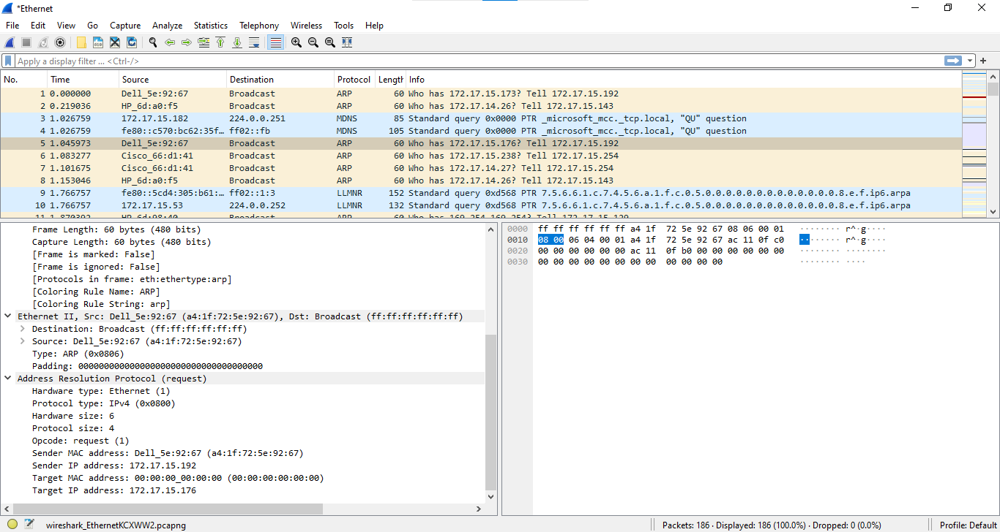 *Ethernet
File Edit View Go Capture Analyze Statistics Telephony Wireless Tools Help
Apply a display filter ... <Ctrl-/>
No. Time Source Destination Protocol Length Info
1 0.000000 Dell_5e:92:67 Broadcast ARP 60 Who has 172.17.15.173? Tell 172.17.15.192
2 0.219036 HP_6d:a0:f5 Broadcast ARP 60 Who has 172.17.14.26? Tell 172.17.15.143
3 1.026759 172.17.15.182 224.0.0.251 MDNS 85 Standard query 0x0000 PTR _microsoft_mcc._tcp.local, "QU" question
4 1.026759 fe80::c570:bc62:35f… ff02::fb MDNS 105 Standard query 0x0000 PTR _microsoft_mcc._tcp.local, "QU" question
5 1.045973 Dell_5e:92:67 Broadcast ARP 60 Who has 172.17.15.176? Tell 172.17.15.192
6 1.083277 Cisco_66:d1:41 Broadcast ARP 60 Who has 172.17.15.238? Tell 172.17.15.254
7 1.101675 Cisco_66:d1:41 Broadcast ARP 60 Who has 172.17.14.27? Tell 172.17.15.254
8 1.153046 HP_6d:a0:f5 Broadcast ARP 60 Who has 172.17.14.26? Tell 172.17.15.143
9 1.766757 fe80::5cd4:305:b61:… ff02::1:3 LLMNR 152 Standard query 0xd568 PTR 7.5.6.6.1.c.7.4.5.6.a.1.f.c.0.5.0.0.0.0.0.0.0.0.0.0.0.0.0.8.e.f.ip6.arpa
10 1.766757 172.17.15.53 224.0.0.252 LLMNR 132 Standard query 0xd568 PTR 7.5.6.6.1.c.7.4.5.6.a.1.f.c.0.5.0.0.0.0.0.0.0.0.0.0.0.0.0.8.e.f.ip6.arpa
11 1.870392 HP_6d:98:40 Broadcast ARP 60 Who has 169.254.169.254? Tell 172.17.15.129
Frame Length: 60 bytes (480 bits)
Capture Length: 60 bytes (480 bits)
[Frame is marked: False]
[Frame is ignored: False]
[Protocols in frame: eth:ethertype:arp]
[Coloring Rule Name: ARP]
[Coloring Rule String: arp]
Ethernet II, Src: Dell_5e:92:67 (a4:1f:72:5e:92:67), Dst: Broadcast (ff:ff:ff:ff:ff:ff)
Destination: Broadcast (ff:ff:ff:ff:ff:ff)
Source: Dell_5e:92:67 (a4:1f:72:5e:92:67)
Type: ARP (0x0806)
Padding: 000000000000000000000000000000000000
Address Resolution Protocol (request)
Hardware type: Ethernet (1)
Protocol type: IPv4 (0x0800)
Hardware size: 6
Protocol size: 4
Opcode: request (1)
Sender MAC address: Dell_5e:92:67 (a4:1f:72:5e:92:67)
Sender IP address: 172.17.15.192
Target MAC address: 00:00:00_00:00:00 (00:00:00:00:00:00)
Target IP address: 172.17.15.176
0000 ff ff ff ff ff ff a4 1f 72 5e 92 67 08 06 00 01 ········ r^·g····
0010 08 00 06 04 00 01 a4 1f 72 5e 92 67 ac 11 0f c0 ········ r^·g····
0020 00 00 00 00 00 00 ac 11 0f b0 00 00 00 00 00 00 ········ ········
0030 00 00 00 00 00 00 00 00 00 00 00 00 ········ ····
wireshark_EthernetKCXWW2.pcapng
Packets: 186 · Displayed: 186 (100.0%) · Dropped: 0 (0.0%)
Profile: Default